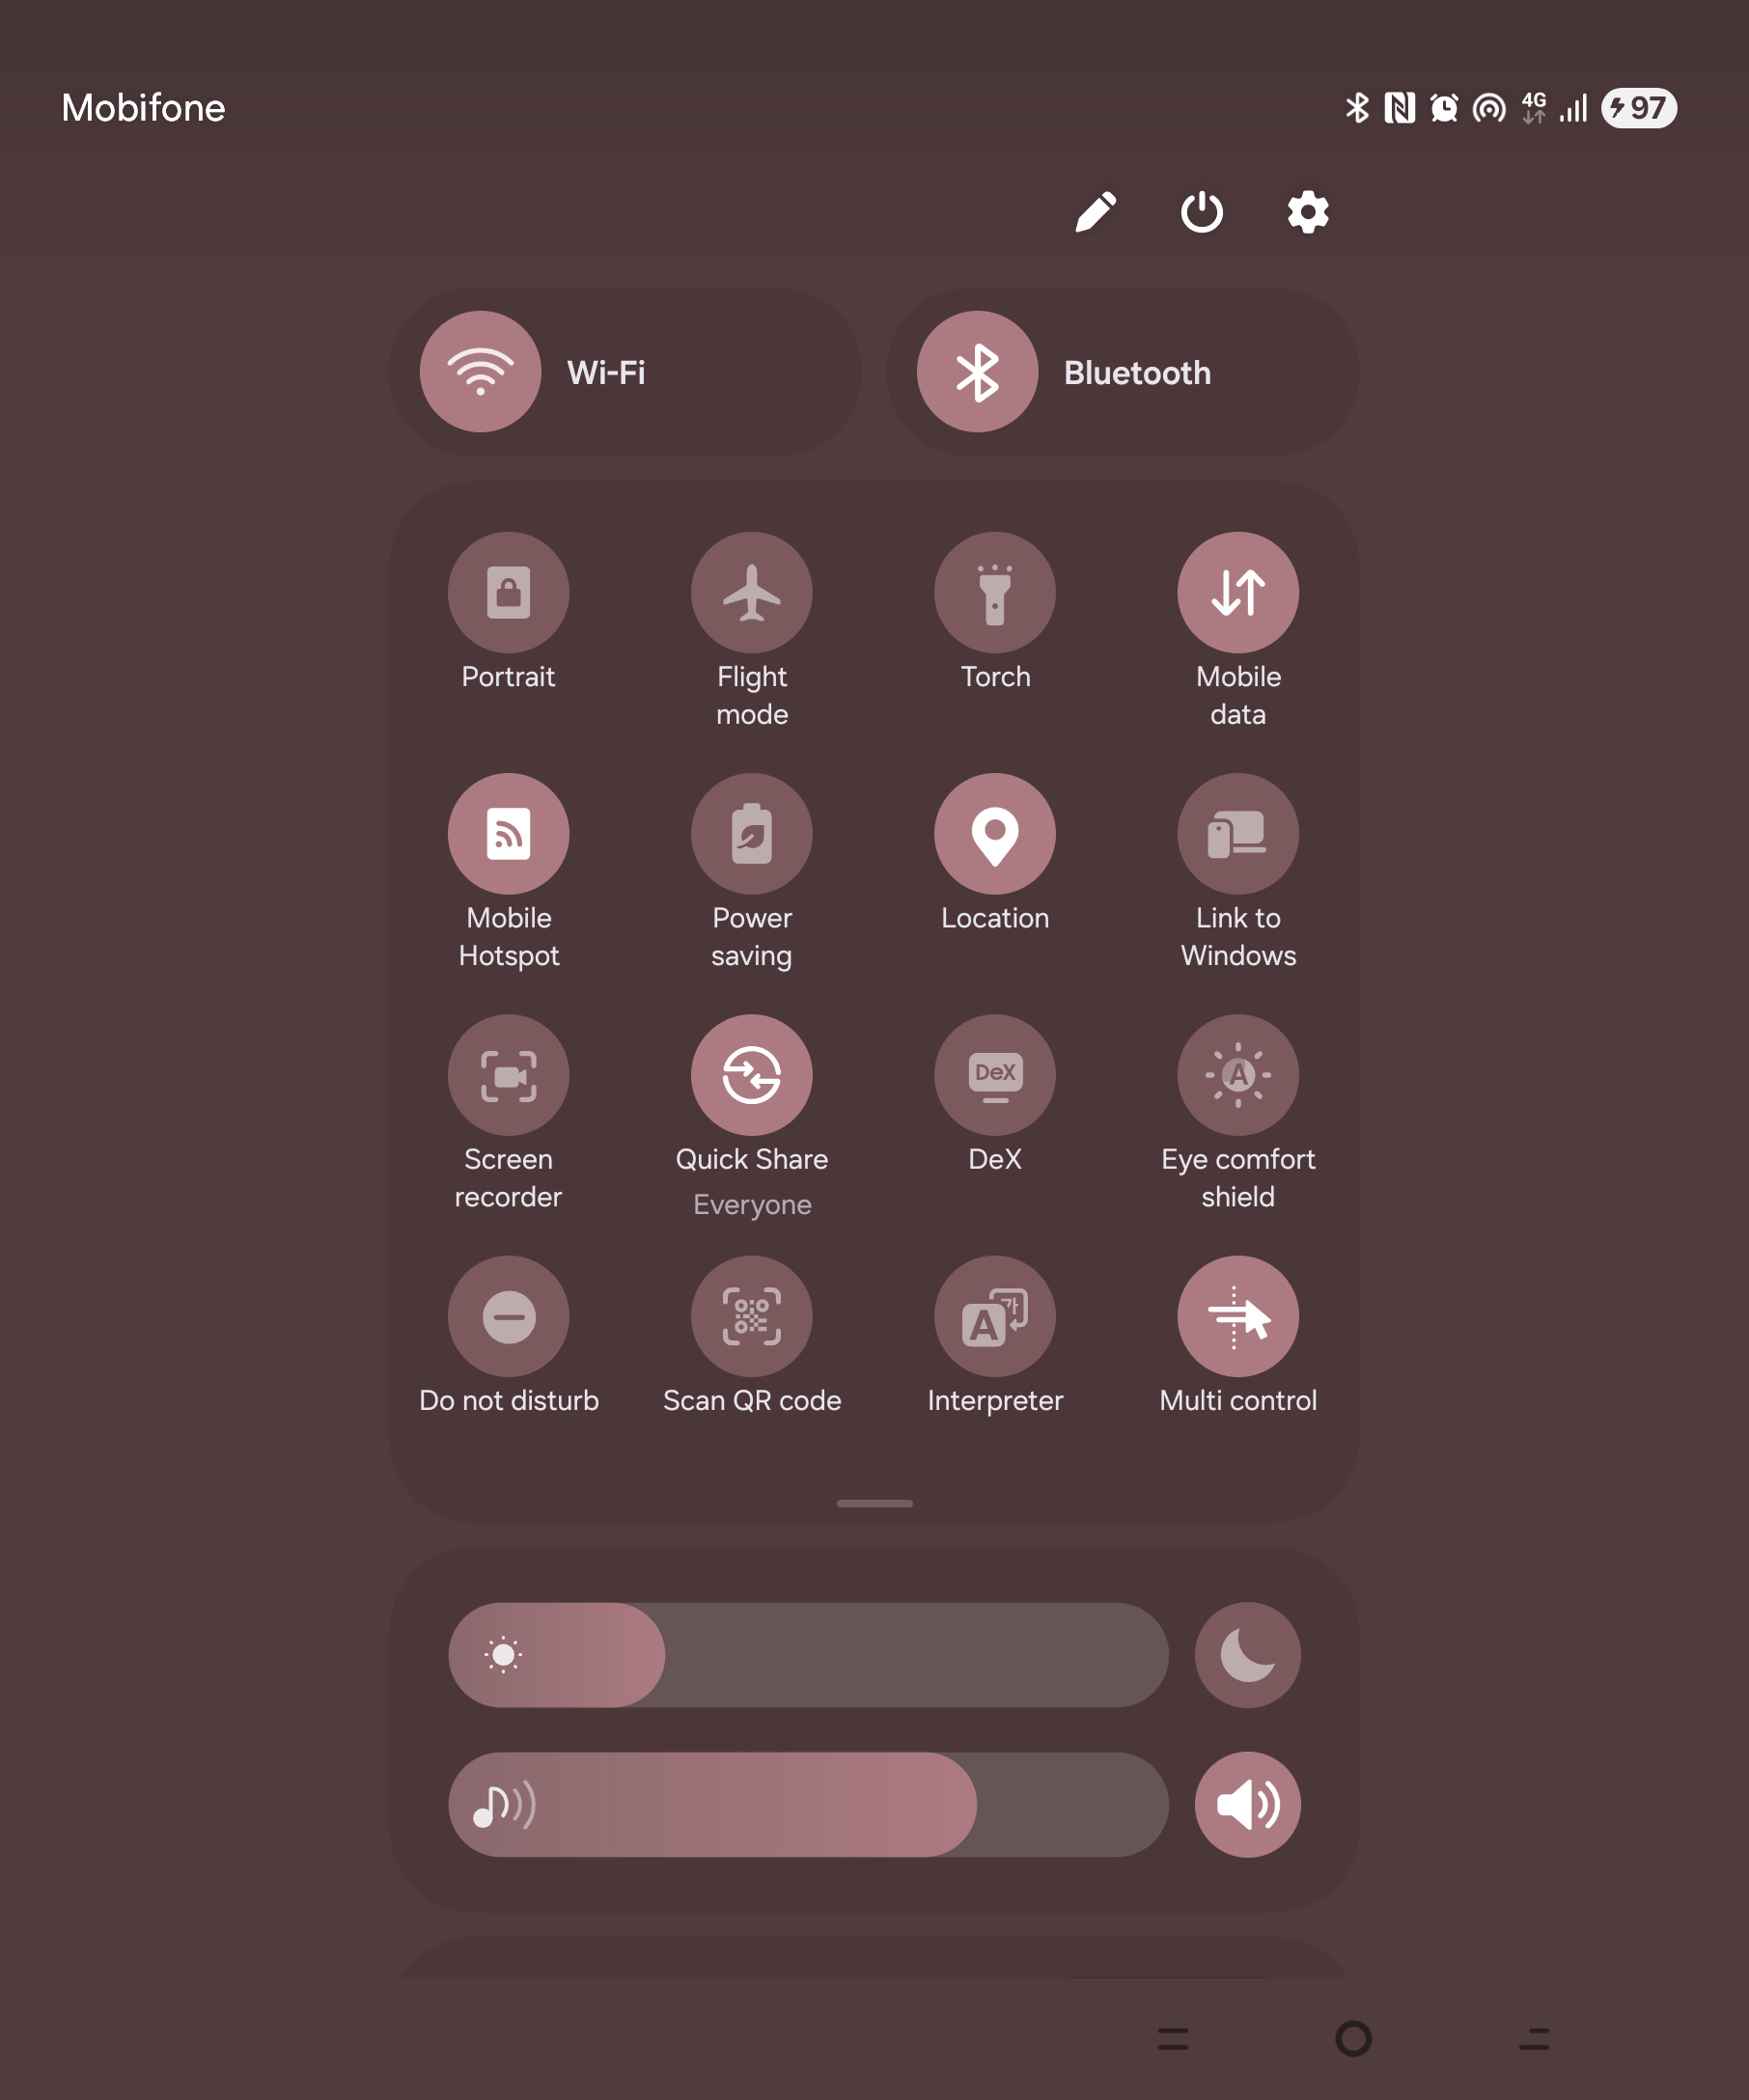 Mobifone
4G
97
Wi-Fi
Bluetooth
Portrait
Flight
mode
Torch
Mobile
data
Mobile
Hotspot
Power
saving
Location
Link to
Windows
DeX
A
Screen
recorder
Quick Share
Everyone
DeX
Eye comfort
shield
A 가
Do not disturb
Scan QR code
Interpreter
Multi control